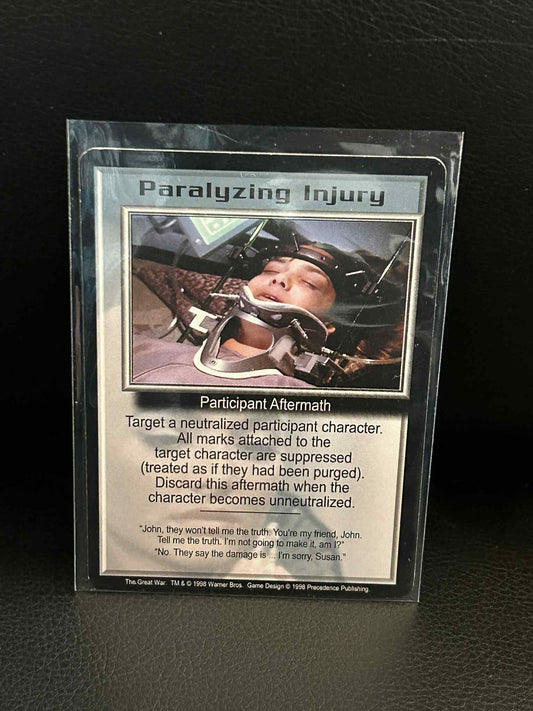 Paralyzing Injury
Participant Aftermath
Target a neutralized participant character.
All marks attached to the
target character are suppressed
(treated as if they had been purged).
Discard this aftermath when the
character becomes unneutralized.
"John, they won't tell me the truth. You're my friend, John.
Tell me the truth. I'm not going to make it, am I?"
"No. They say the damage is ... I'm sorry, Susan."
The Great War. TM & © 1998 Warner Bros. Game Design © 1998 Precedence Publishing.